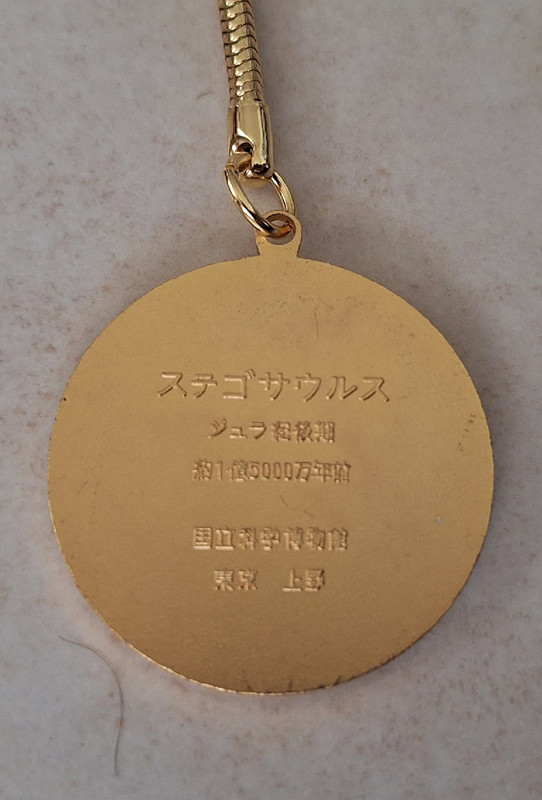 ステゴサウルス
ジュラ紀後期
約1億5000万年前
国立科学博物館
東京 上野